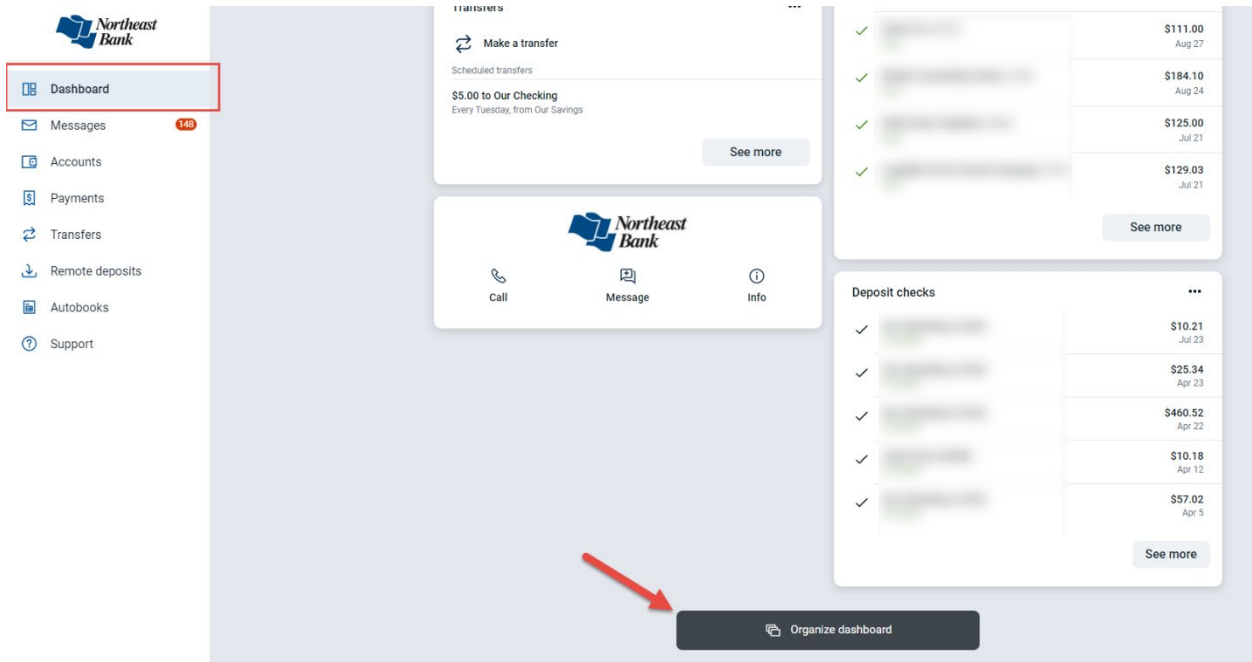 Northeast
Bank
Dashboard
Messages 148
Accounts
Payments
Transfers
Remote deposits
Autobooks
Support
Transfers
Make a transfer
Scheduled transfers
$5.00 to Our Checking
Every Tuesday, from Our Savings
See more
Northeast
Bank
Call Message Info
$111.00
Aug 27
$184.10
Aug 24
$125.00
Jul 21
$129.03
Jul 21
See more
Deposit checks
$10.21
Jul 23
$25.34
Apr 23
$460.52
Apr 22
$10.18
Apr 12
$57.02
Apr 5
See more
Organize dashboard